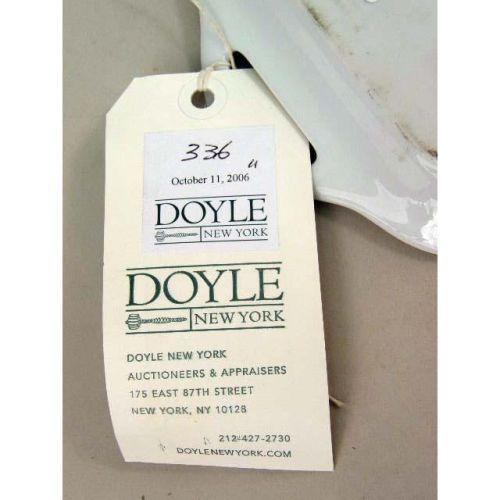 336 u
October 11, 2006
DOYLE
NEW YORK
DOYLE
NEW YORK
DOYLE NEW YORK
AUCTIONEERS & APPRAISERS
175 EAST 87TH STREET
NEW YORK, NY 10128
212-427-2730
DOYLENEWYORK.COM